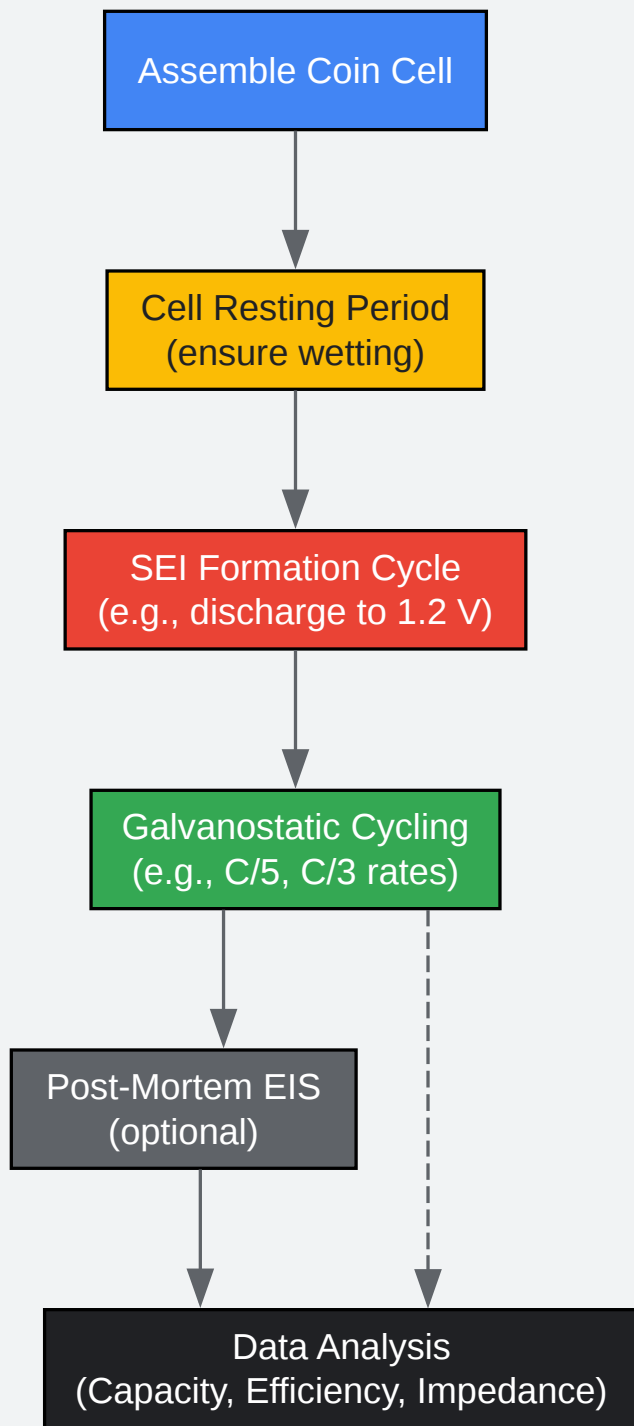 Assemble Coin Cell
Cell Resting Period
(ensure wetting)
SEI Formation Cycle
(e.g., discharge to 1.2 V)
Galvanostatic Cycling
(e.g., C/5, C/3 rates)
Post-Mortem EIS
(optional)
Data Analysis
(Capacity, Efficiency, Impedance)